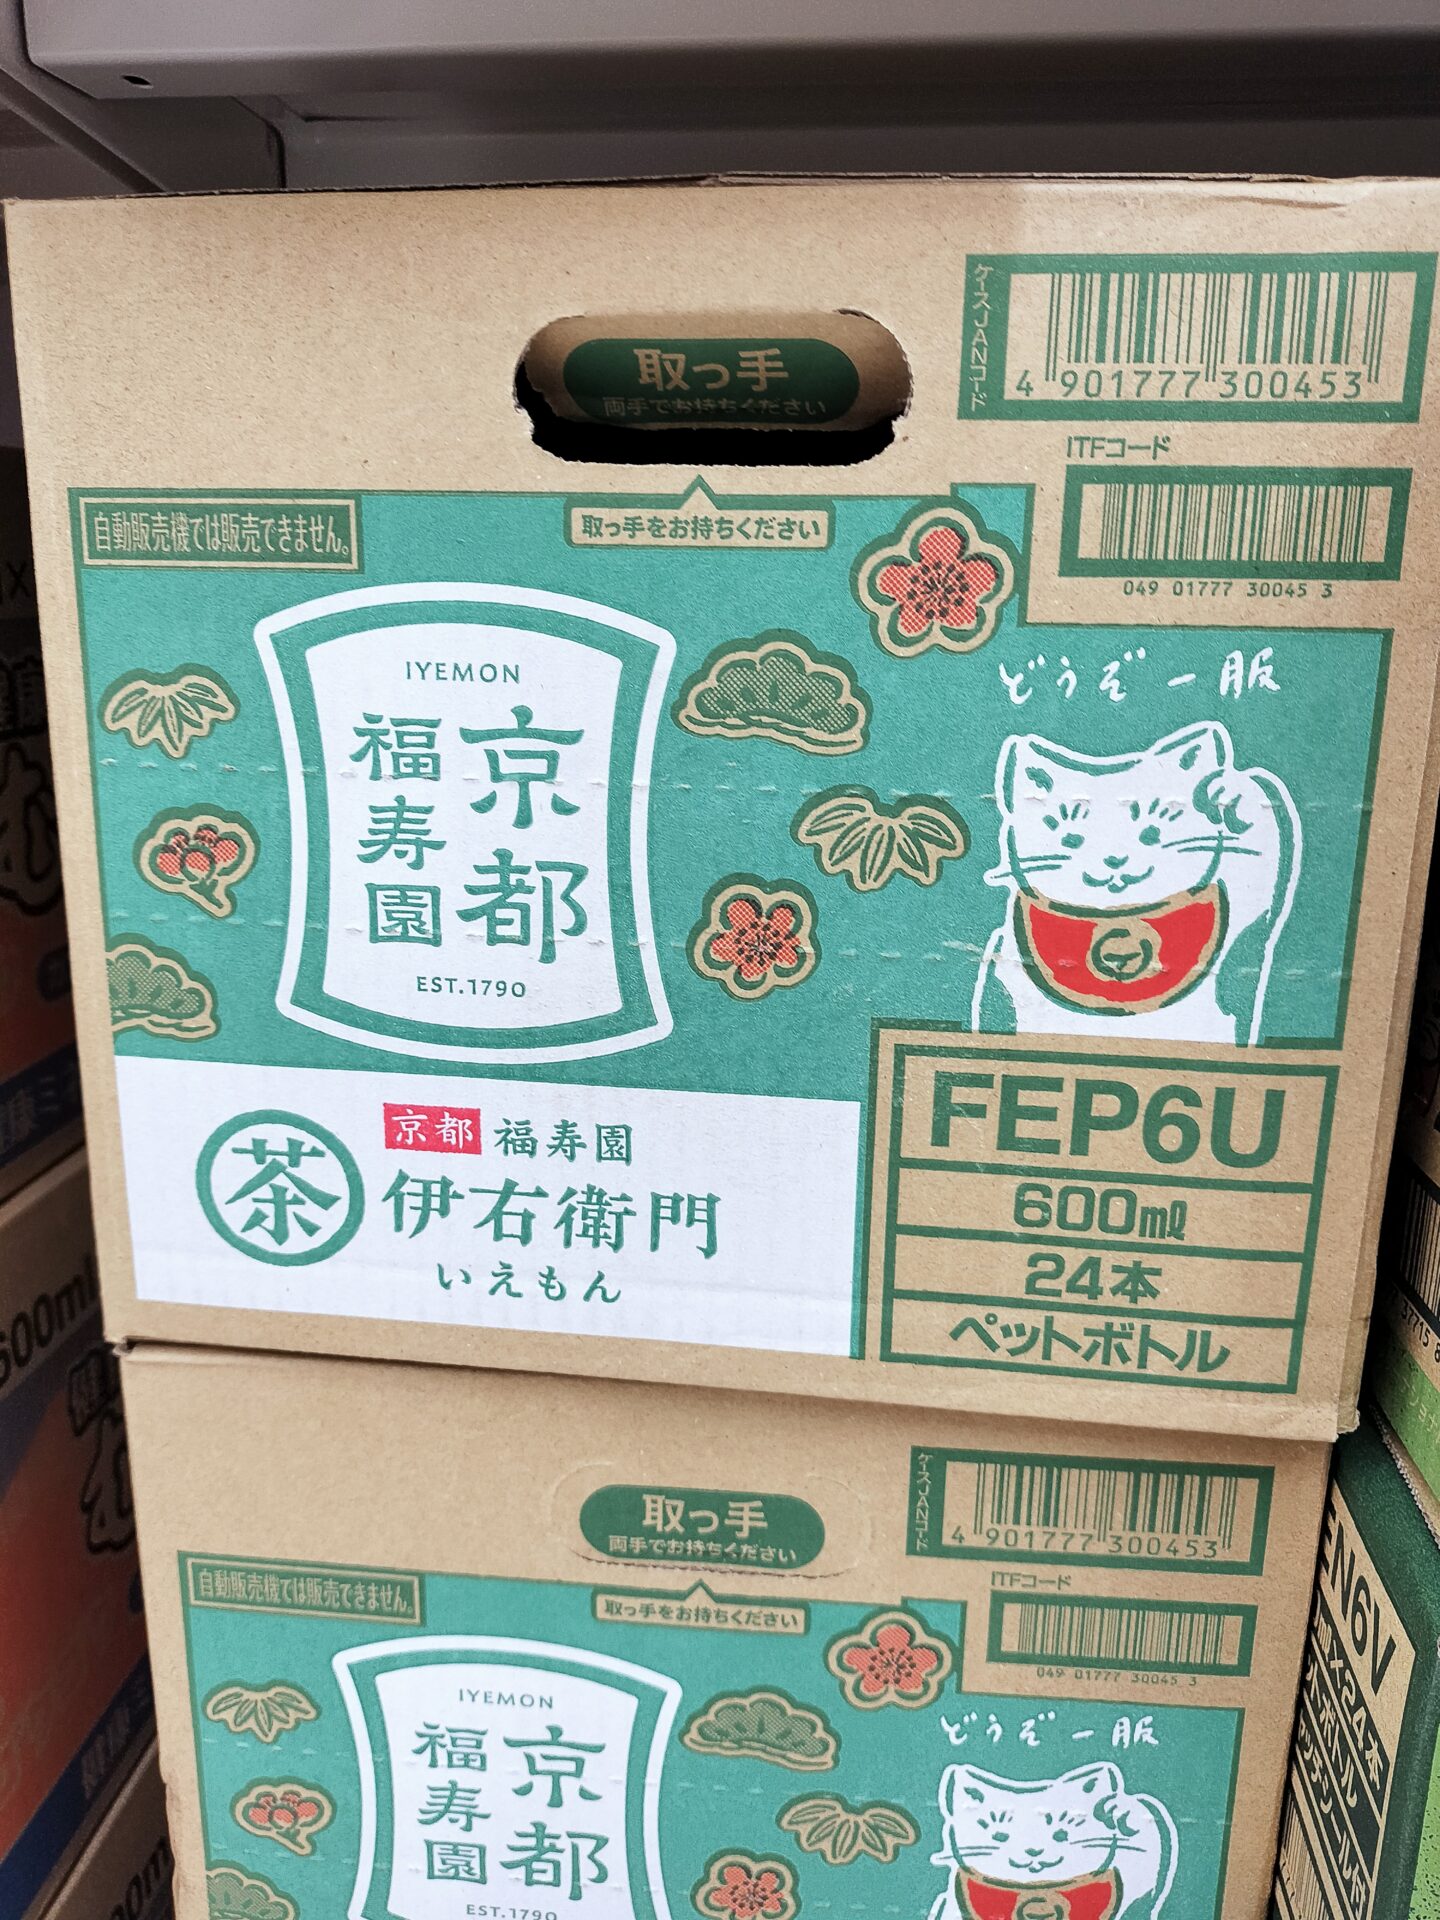 取っ手
両手でお持ちください
ケースJANコード
4 901777 300453
ITFコード
049 01777 30045 3
自動販売機では販売できません。
取っ手をお持ちください
IYEMON
京都
福寿園
EST.1790
どうぞ一服
茶
京都 福寿園
伊右衛門
いえもん
FEP6U
600ml
24本
ペットボトル
取っ手
両手でお持ちください
ケースJANコード
4 901777 300453
ITFコード
049 01777 30045 3
自動販売機では販売できません。
取っ手をお持ちください
IYEMON
京都
福寿園
EST.1790
どうぞ一服
600ml